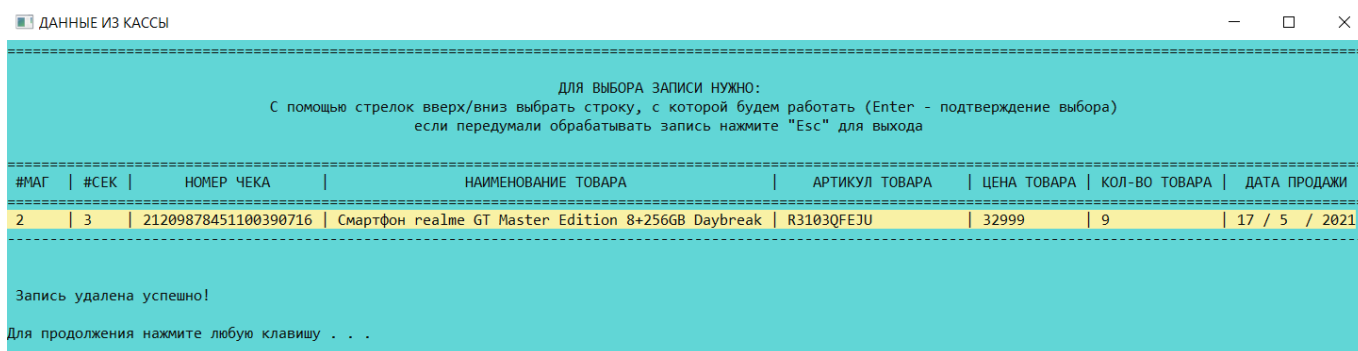 ДАННЫЕ ИЗ КАССЫ
ДЛЯ ВЫБОРА ЗАПИСИ НУЖНО:
С помощью стрелок вверх/вниз выбрать строку, с которой будем работать (Enter - подтверждение выбора)
если передумали обрабатывать запись нажмите "Esc" для выхода
#МАГ | #СЕК | НОМЕР ЧЕКА | НАИМЕНОВАНИЕ ТОВАРА | АРТИКУЛ ТОВАРА | ЦЕНА ТОВАРА | КОЛ-ВО ТОВАРА | ДАТА ПРОДАЖИ
2 | 3 | 21209878451100390716 | Смартфон realme GT Master Edition 8+256GB Daybreak | R3103QFEJU | 32999 | 9 | 17 / 5 / 2021
Запись удалена успешно!
Для продолжения нажмите любую клавишу . . .